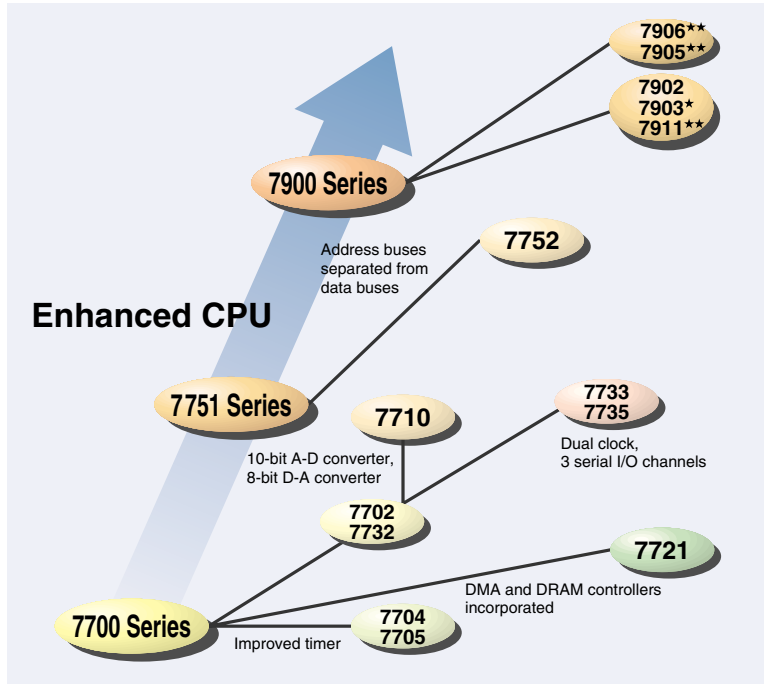 7906★★
7905★★
7902
7903★
7911★★
7900 Series
Address buses
separated from
data buses
7752
Enhanced CPU
7751 Series
7710
7733
7735
10-bit A-D converter,
8-bit D-A converter
Dual clock,
3 serial I/O channels
7702
7732
7721
DMA and DRAM controllers
incorporated
7700 Series
Improved timer
7704
7705